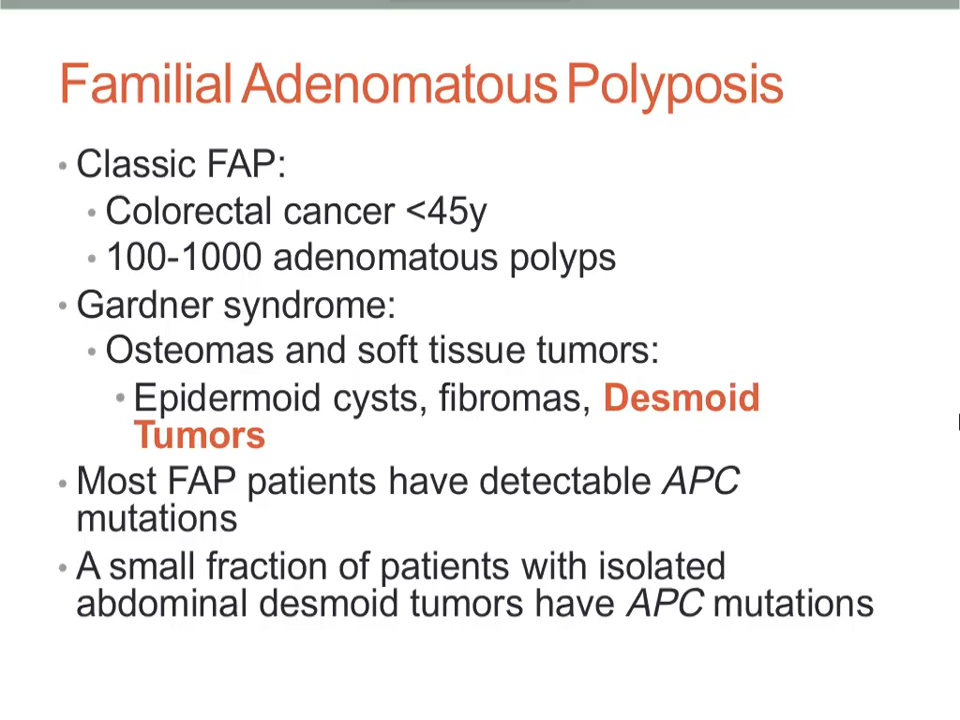 Familial Adenomatous Polyposis
• Classic FAP:
• Colorectal cancer <45y
• 100-1000 adenomatous polyps
• Gardner syndrome:
• Osteomas and soft tissue tumors:
• Epidermoid cysts, fibromas, Desmoid
Tumors
• Most FAP patients have detectable APC
mutations
• A small fraction of patients with isolated
abdominal desmoid tumors have APC mutations